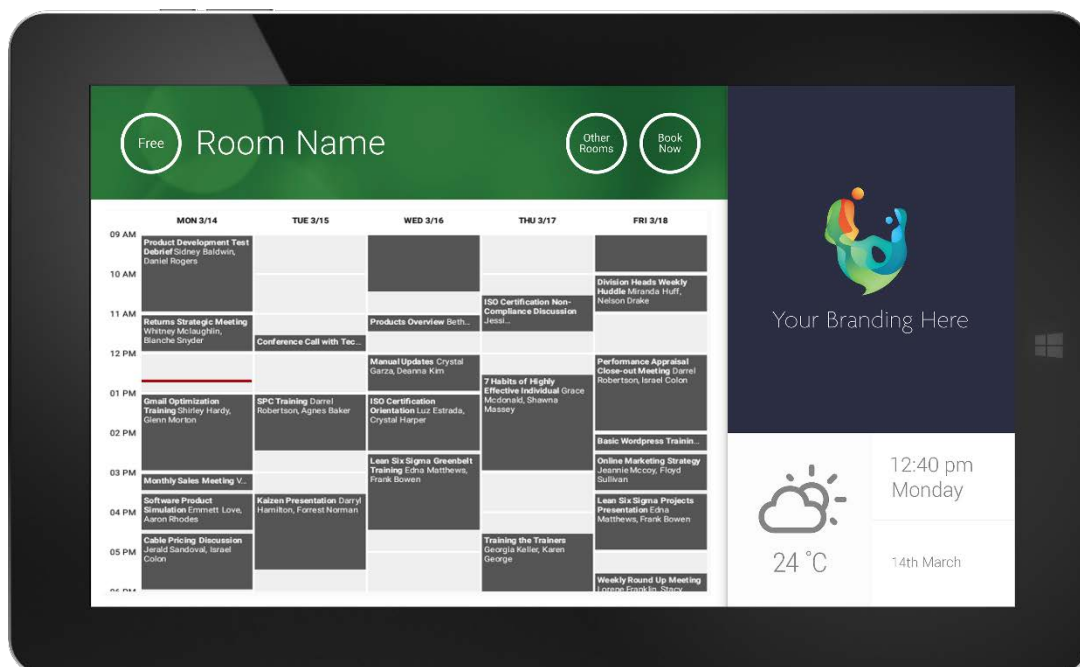 Free
Room Name
Other
Rooms
Book
Now
MON 3/14
TUE 3/15
WED 3/16
THU 3/17
FRI 3/18
09 AM
10 AM
11 AM
12 PM
01 PM
02 PM
03 PM
04 PM
05 PM
06 PM
Product Development Test
Debrief Sidney Baldwin,
Daniel Rogers
Returns Strategic Meeting
Whitney Mclaughlin,
Blanche Snyder
Gmail Optimization
Training Shirley Hardy,
Glenn Morton
Monthly Sales Meeting V...
Software Product
Simulation Emmett Love,
Aaron Rhodes
Cable Pricing Discussion
Jerald Sandoval, Israel
Colon
Conference Call with Tec...
SPC Training Darrel
Robertson, Agnes Baker
Kaizen Presentation Darryl
Hamilton, Forrest Norman
Products Overview Beth...
Manual Updates Crystal
Garza, Deanna Kim
ISO Certification
Orientation Luz Estrada,
Crystal Harper
Lean Six Sigma Greenbelt
Training Edna Matthews,
Frank Bowen
ISO Certification Non-
Compliance Discussion
Jessi...
7 Habits of Highly
Effective Individual Grace
Mcdonald, Shawna
Massey
Training the Trainers
Georgia Keller, Karen
George
Division Heads Weekly
Huddle Miranda Huff,
Nelson Drake
Performance Appraisal
Close-out Meeting Darrel
Robertson, Israel Colon
Basic Wordpress Trainin...
Online Marketing Strategy
Jeannie Mccoy, Floyd
Sullivan
Lean Six Sigma Projects
Presentation Edna
Matthews, Frank Bowen
Weekly Round Up Meeting
Lorene Franklin, Stacy
Your Branding Here
24 °C
12:40 pm
Monday
14th March